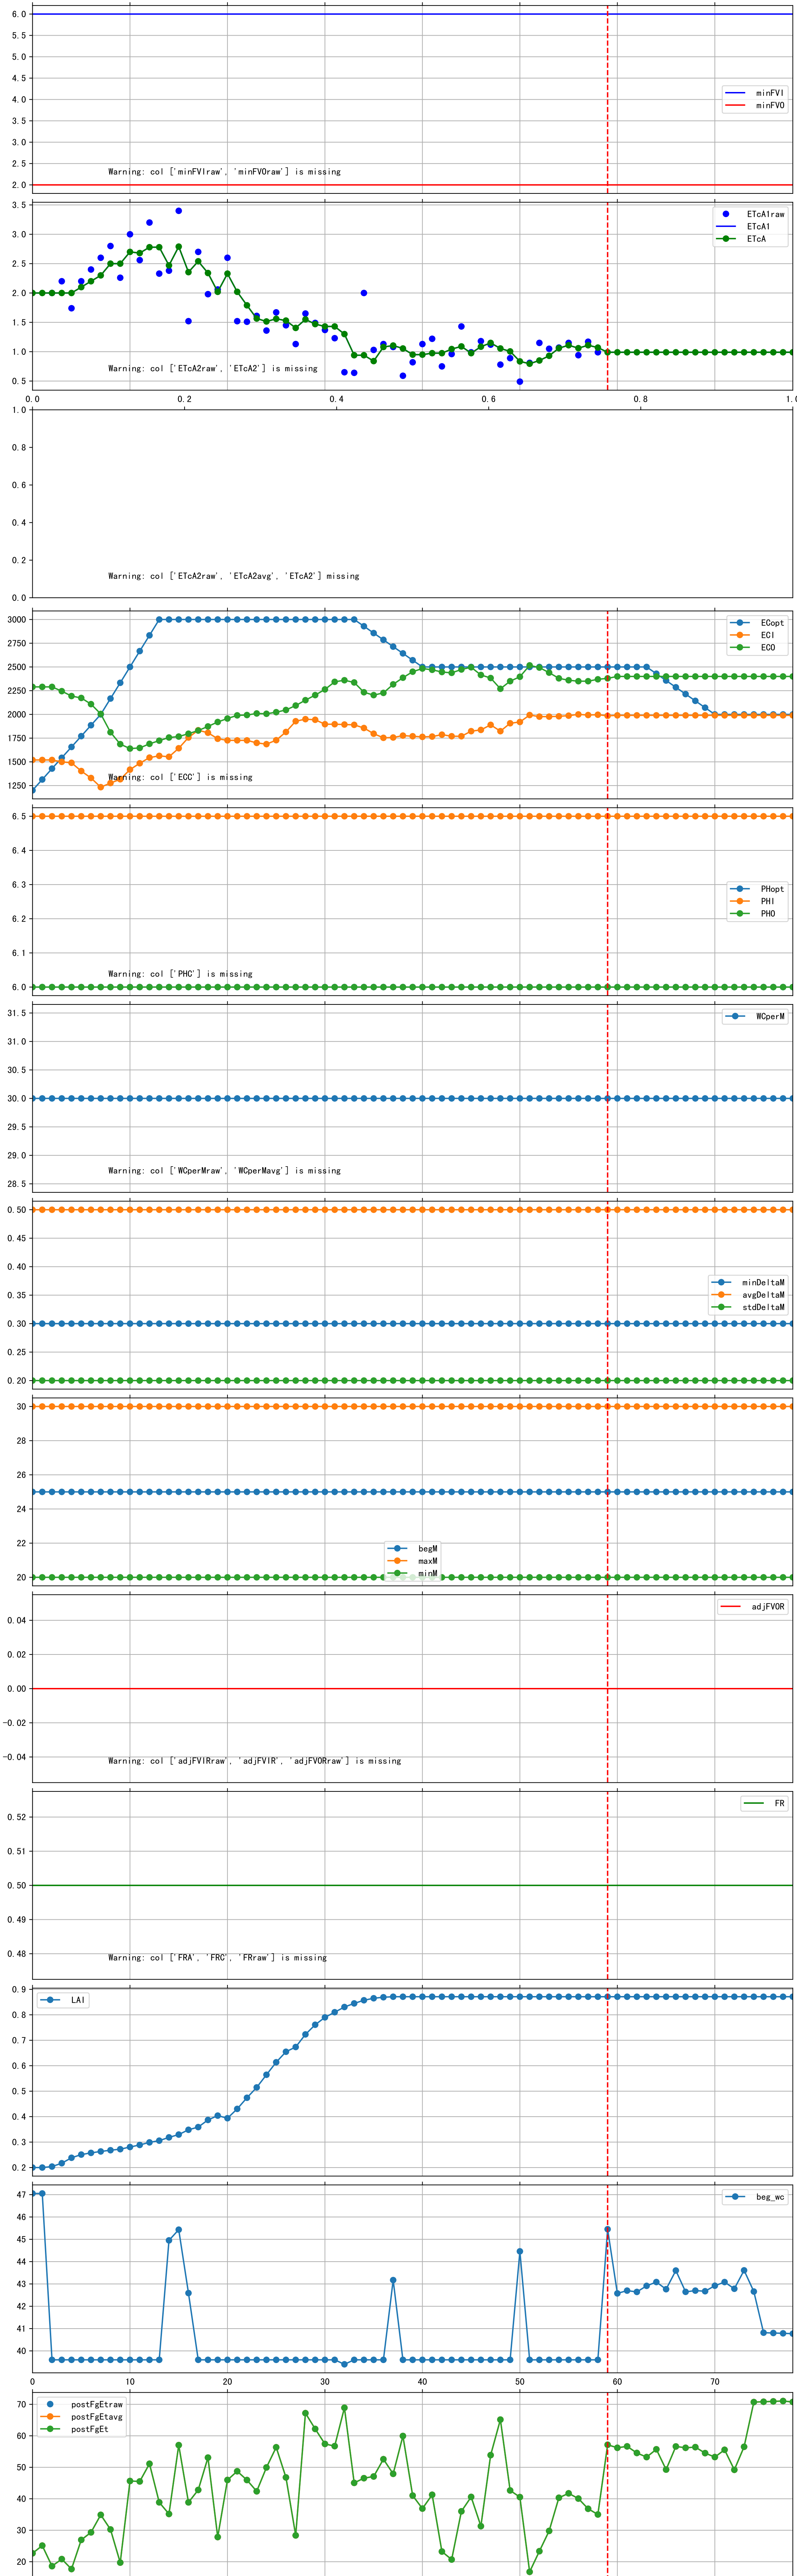 6.0
5.5
5.0
4.5
4.0
3.5
3.0
2.5
2.0
minFVI
minFVO
Warning: col ['minFVIraw', 'minFVOraw'] is missing
3.5
3.0
2.5
2.0
1.5
1.0
0.5
ETcA1raw
ETcA1
ETcA
Warning: col ['ETcA2raw', 'ETcA2'] is missing
0.0 0.2 0.4 0.6 0.8 1.0
1.0
0.8
0.6
0.4
0.2
0.0
Warning: col ['ETcA2raw', 'ETcA2avg', 'ETcA2'] missing
3000
2750
2500
2250
2000
1750
1500
1250
ECopt
ECI
ECO
Warning: col ['ECC'] is missing
6.5
6.4
6.3
6.2
6.1
6.0
PHopt
PHI
PHO
Warning: col ['PHC'] is missing
31.5
31.0
30.5
30.0
29.5
29.0
28.5
WCperM
Warning: col ['WCperMraw', 'WCperMavg'] is missing
0.50
0.45
0.40
0.35
0.30
0.25
0.20
minDeltaM
avgDeltaM
stdDeltaM
30
28
26
24
22
20
begM
maxM
minM
0.04
0.02
0.00
-0.02
-0.04
adjFVOR
Warning: col ['adjFVIRraw', 'adjFVIR', 'adjFVORraw'] is missing
0.52
0.51
0.50
0.49
0.48
FR
Warning: col ['FRA', 'FRC', 'FRraw'] is missing
0.9
0.8
0.7
0.6
0.5
0.4
0.3
0.2
LAI
47
46
45
44
43
42
41
40
beg_wc
0 10 20 30 40 50 60 70
70
60
50
40
30
20
postFgEtraw
postFgEtavg
postFgEt